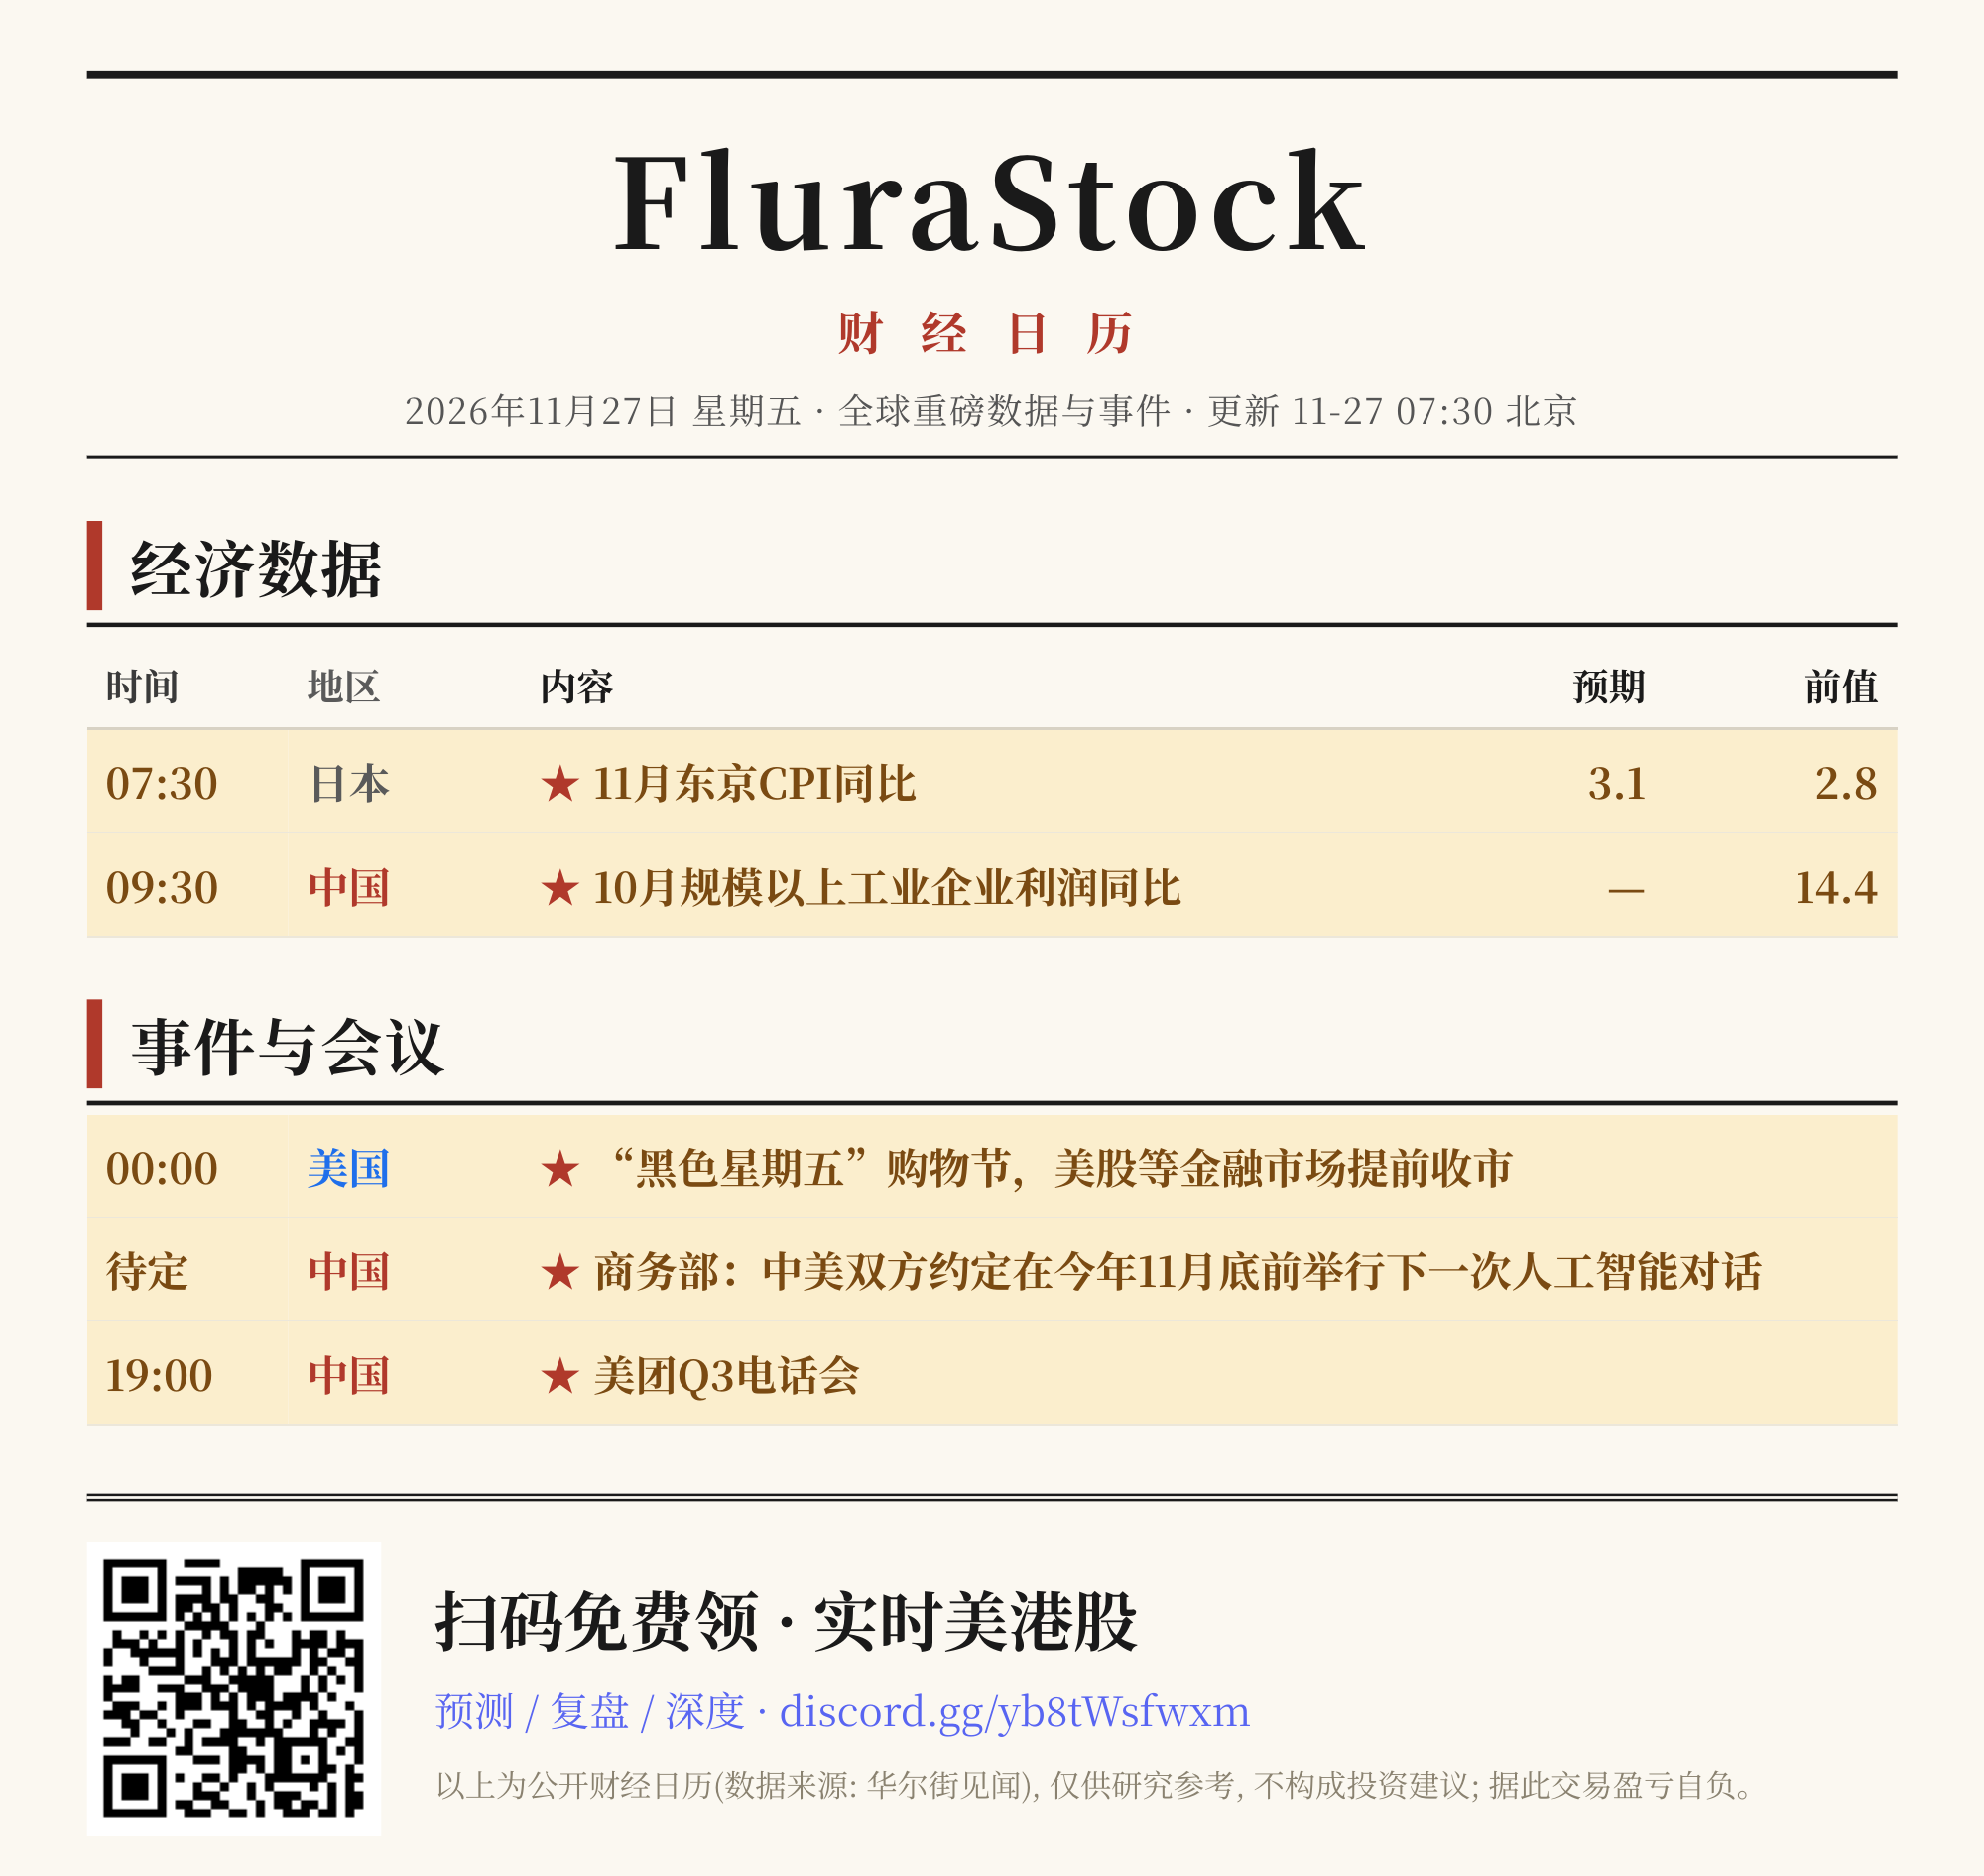 FluraStock
财经日历
2026年11月27日 星期五 · 全球重磅数据与事件 · 更新 11-27 07:30 北京
经济数据
时间 地区 内容 预期 前值
07:30 日本 ★ 11月东京CPI同比 3.1 2.8
09:30 中国 ★ 10月规模以上工业企业利润同比 — 14.4
事件与会议
00:00 美国 ★ “黑色星期五”购物节，美股等金融市场提前收市
待定 中国 ★ 商务部：中美双方约定在今年11月底前举行下一次人工智能对话
19:00 中国 ★ 美团Q3电话会
扫码免费领 · 实时美港股
预测 / 复盘 / 深度 · discord.gg/yb8tWsfwxm
以上为公开财经日历(数据来源: 华尔街见闻), 仅供研究参考, 不构成投资建议; 据此交易盈亏自负。